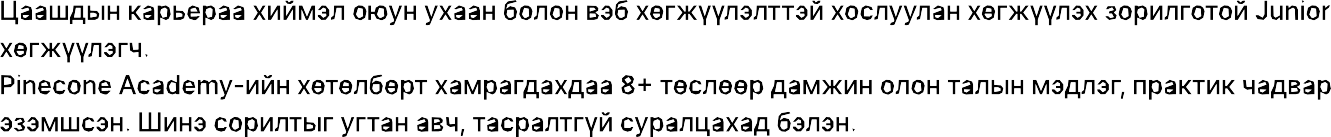 Цаашдын карьераа хиймэл оюун ухаан болон вэб хөгжүүлэлттэй хослуулан хөгжүүлэх зорилготой Junior
хөгжүүлэгч.
Pinecone Academy-ийн хөтөлбөрт хамрагдахдаа 8+ төслөөр дамжин олон талын мэдлэг, практик чадвар
эзэмшсэн. Шинэ сорилтыг угтан авч, тасралтгүй суралцахад бэлэн.